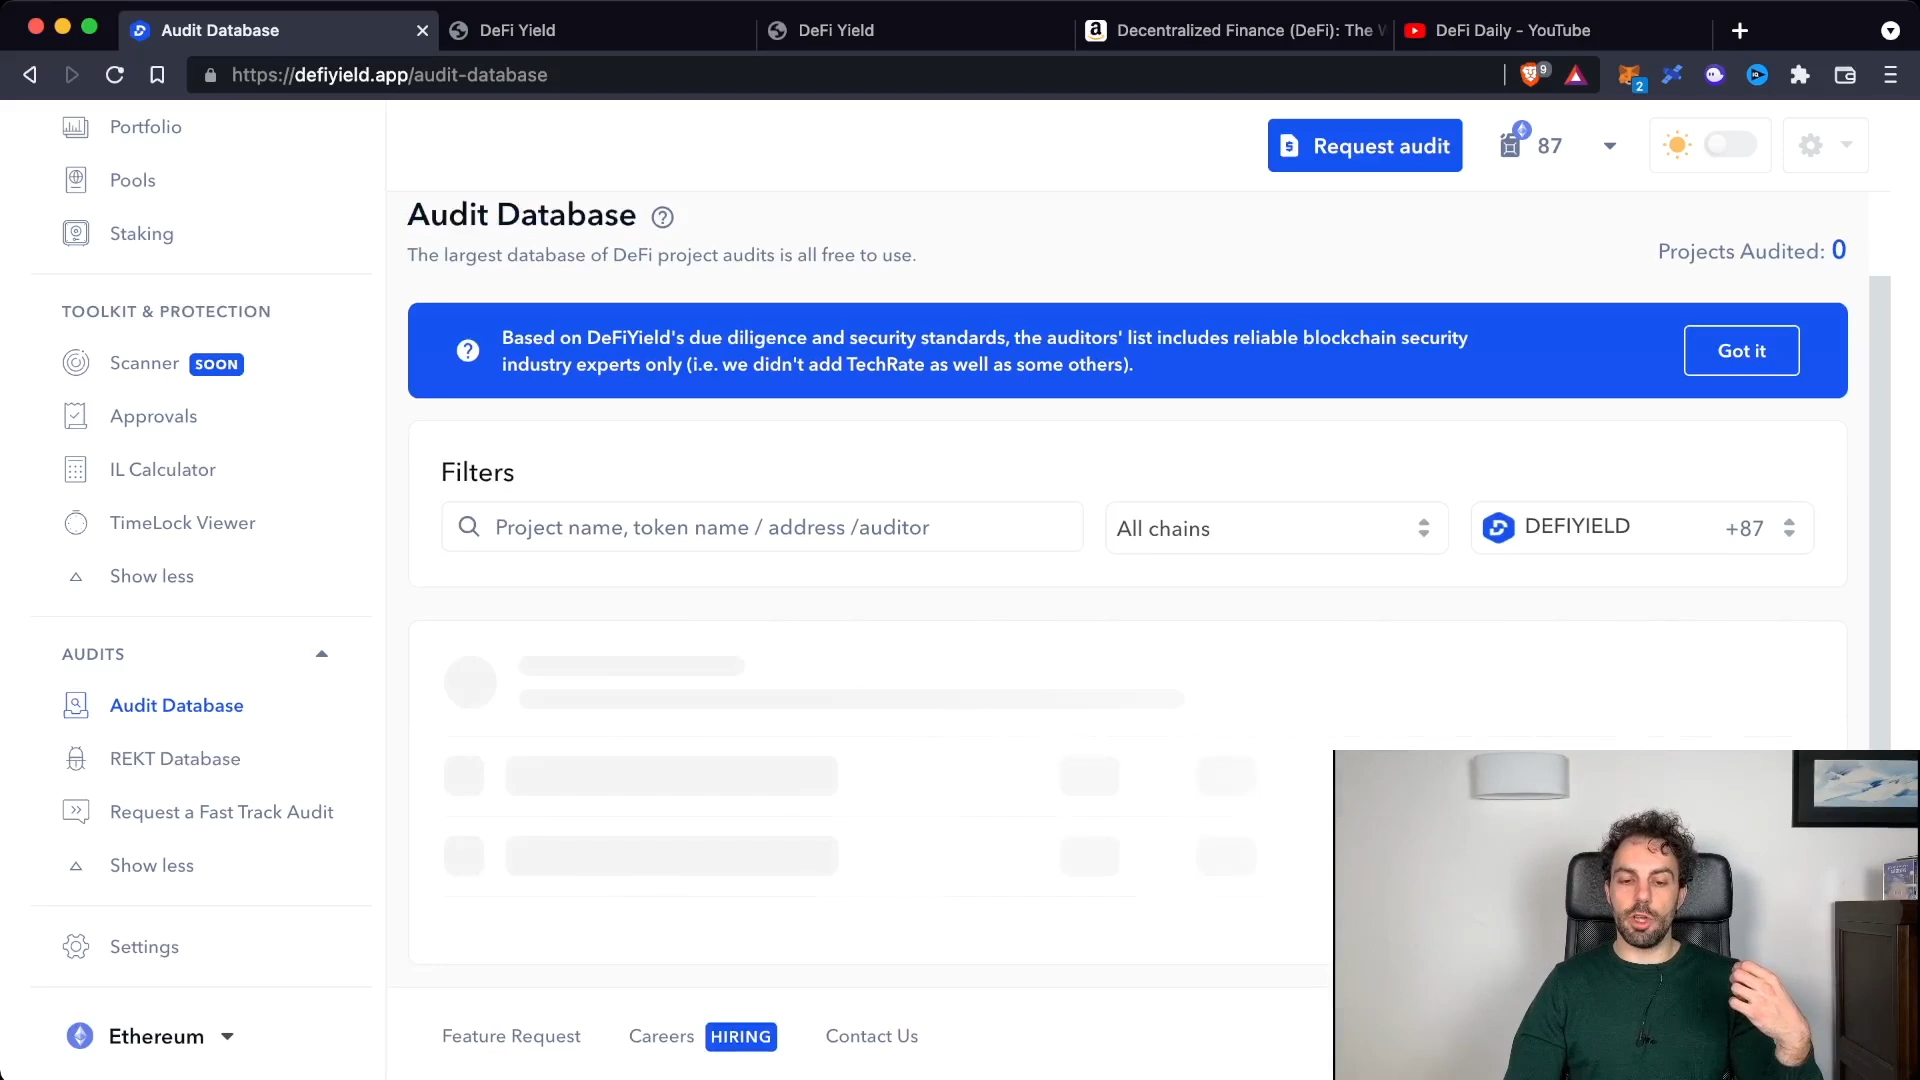 Audit Database
DeFi Yield
DeFi Yield
Decentralized Finance (DeFi): The W
DeFi Daily - YouTube
https://defiyield.app/audit-database
9
2
Portfolio
Pools
Staking
TOOLKIT & PROTECTION
Scanner SOON
Approvals
IL Calculator
TimeLock Viewer
Show less
AUDITS
Audit Database
REKT Database
Request a Fast Track Audit
Show less
Settings
Ethereum
Request audit
87
Audit Database
The largest database of DeFi project audits is all free to use.
Projects Audited: 0
Based on DeFiYield's due diligence and security standards, the auditors' list includes reliable blockchain security
industry experts only (i.e. we didn't add TechRate as well as some others).
Got it
Filters
Project name, token name / address /auditor
All chains
DEFIYIELD +87
Feature Request
Careers HIRING
Contact Us